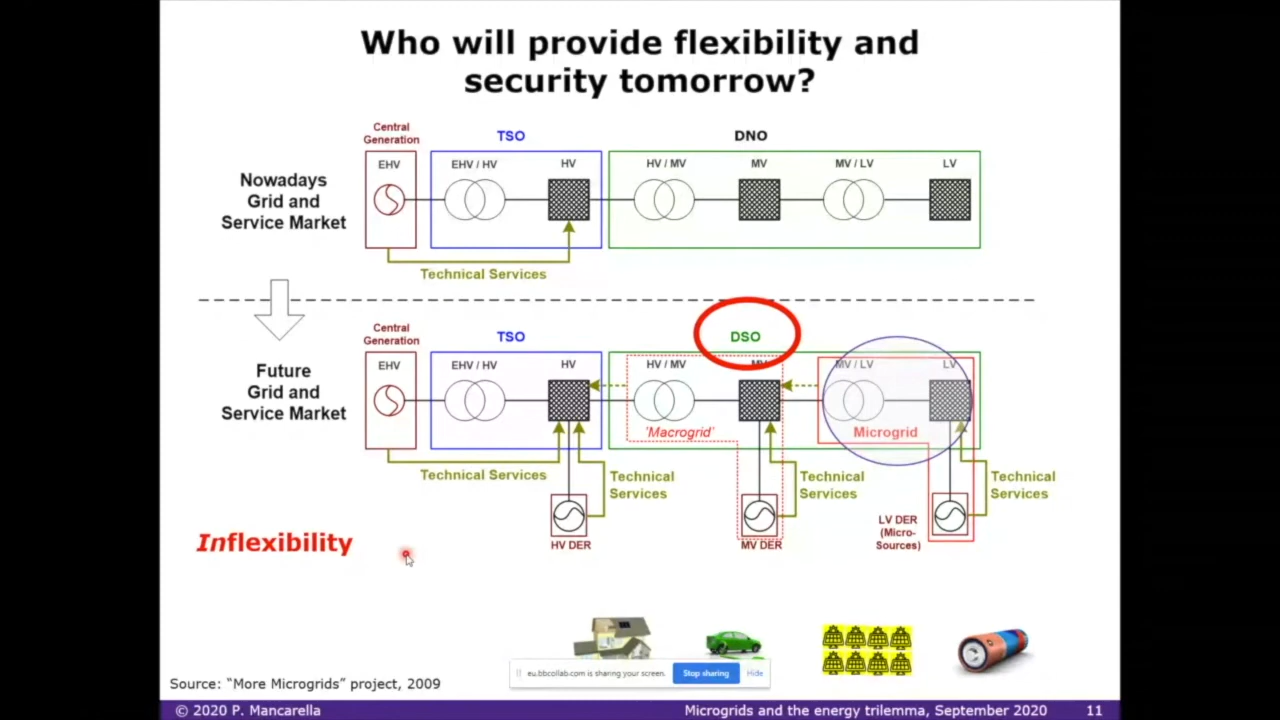 Who will provide flexibility and
security tomorrow?
Central
Generation
TSO
DNO
EHV
EHV / HV
HV
HV / MV
MV
MV / LV
LV
Nowadays
Grid and
Service Market
Technical Services
Central
Generation
TSO
DSO
EHV
EHV / HV
HV
HV / MV
MV
MV / LV
LV
Future
Grid and
Service Market
'Macrogrid'
Microgrid
Technical Services
Technical
Services
Technical
Services
Technical
Services
HV DER
MV DER
LV DER
(Micro-
Sources)
Inflexibility
eu.bbcollab.com is sharing your screen.
Stop sharing
Hide
Source: “More Microgrids” project, 2009
© 2020 P. Mancarella
Microgrids and the energy trilemma, September 2020
11